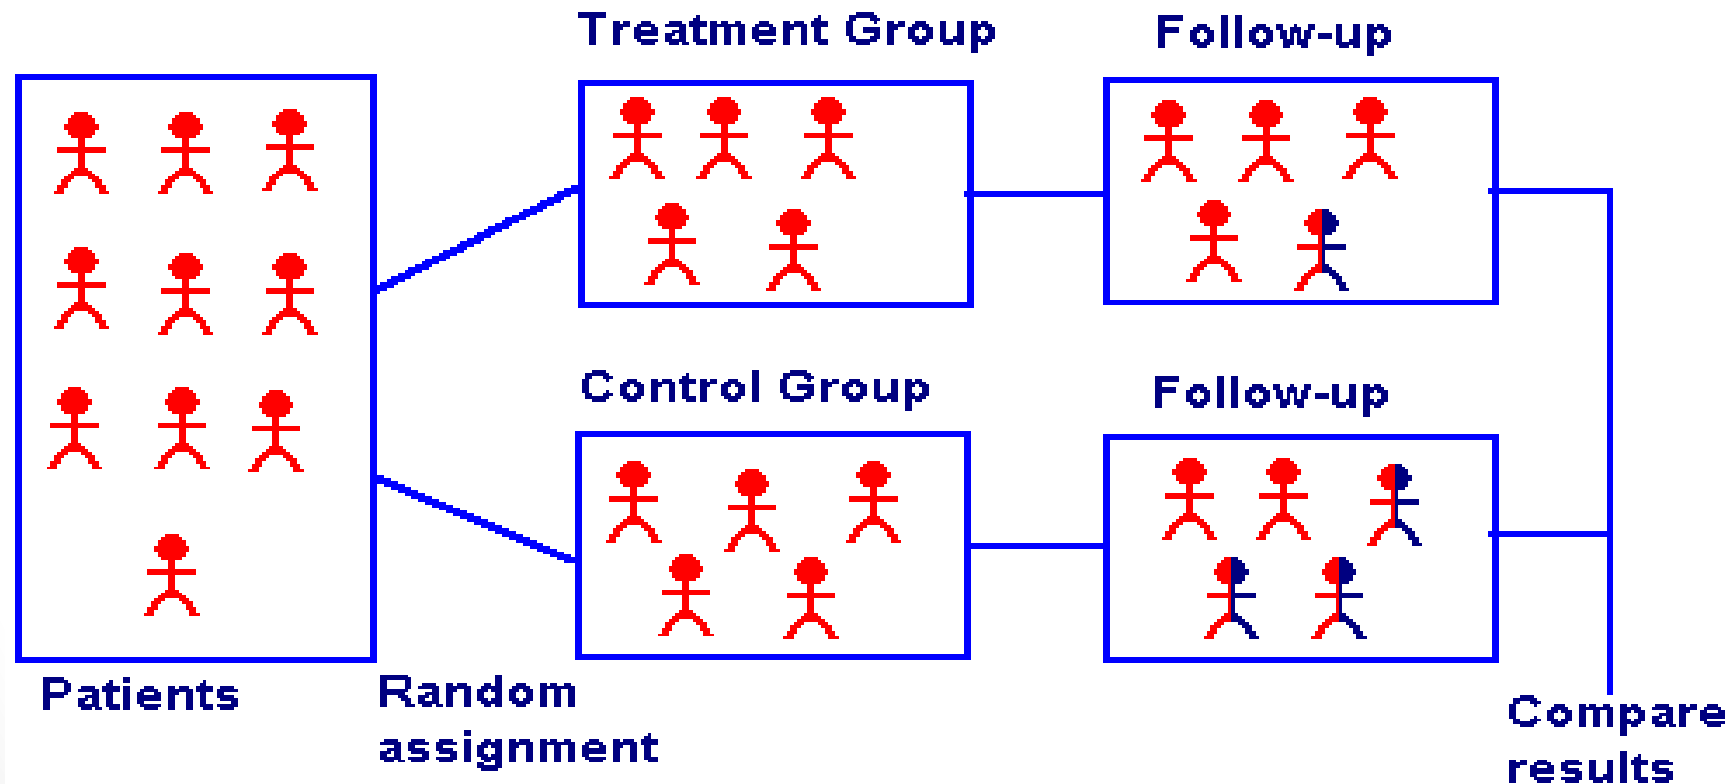 Treatment Group
Follow-up
Control Group
Follow-up
Patients
Random
assignment
Compare
results